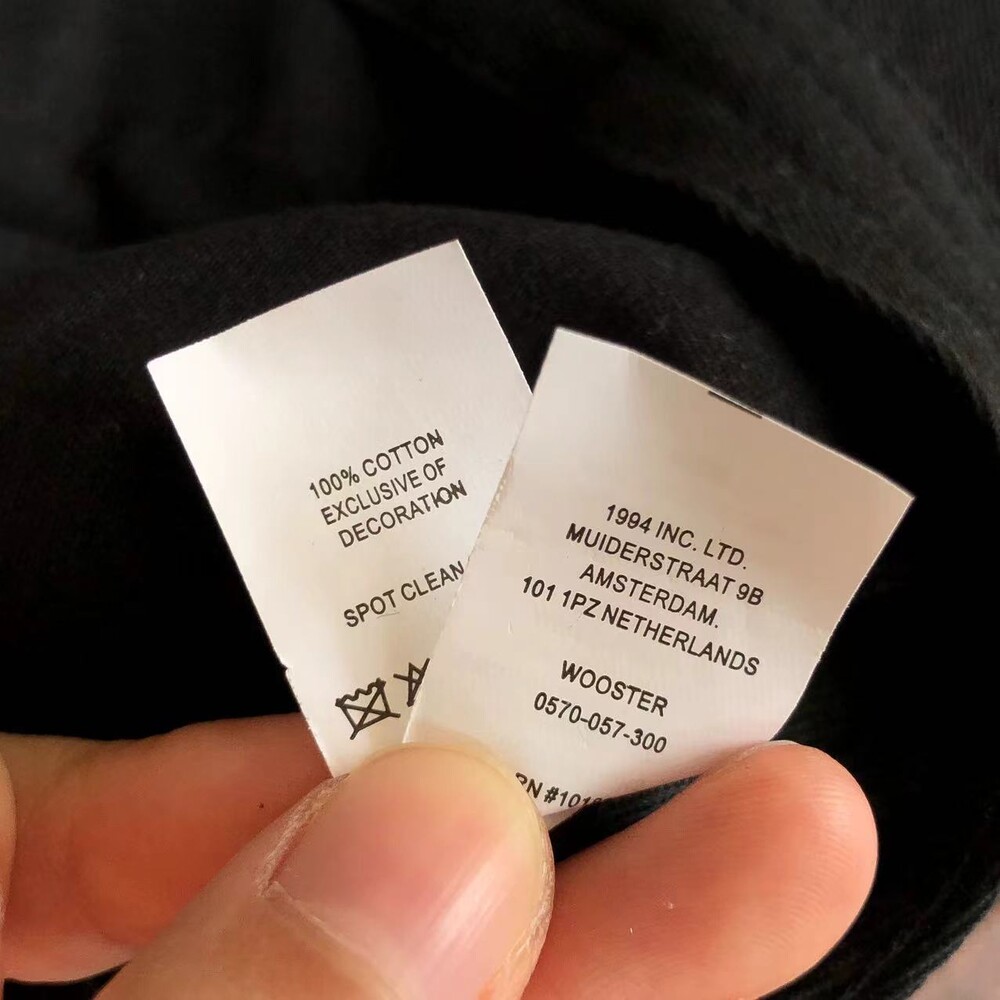 100% COTTON
EXCLUSIVE OF
DECORATION
SPOT CLEAN
1994 INC. LTD.
MUIDERSTRAAT 9B
AMSTERDAM.
101 1PZ NETHERLANDS
WOOSTER
0570-057-300